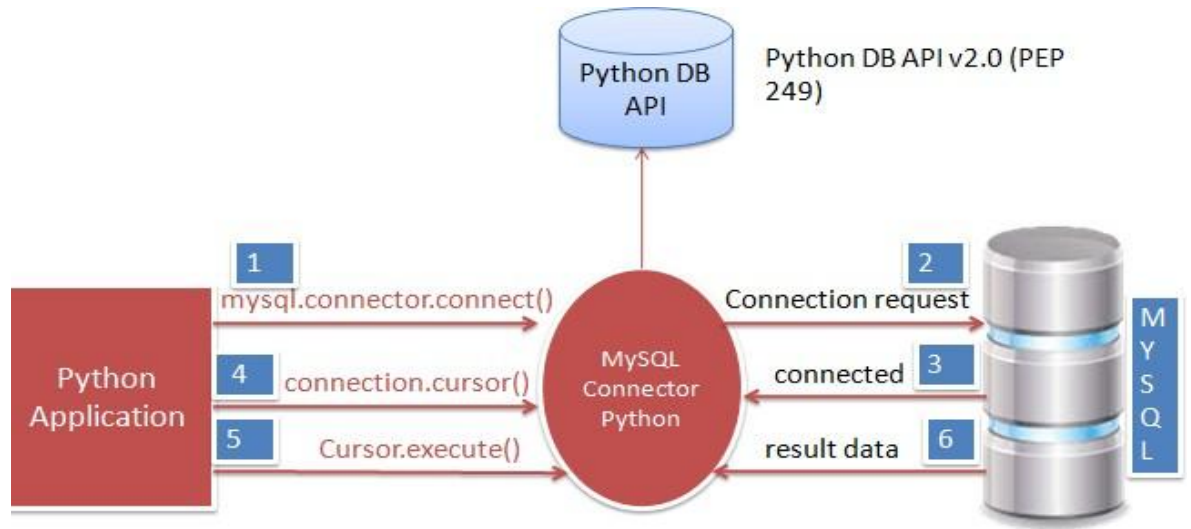 Python DB
API
Python DB API v2.0 (PEP
249)
1
mysql.connector.connect()
2
Connection request
Python
Application
4
connection.cursor()
5
Cursor.execute()
MySQL
Connector
Python
connected
3
result data
6
M
Y
S
Q
L